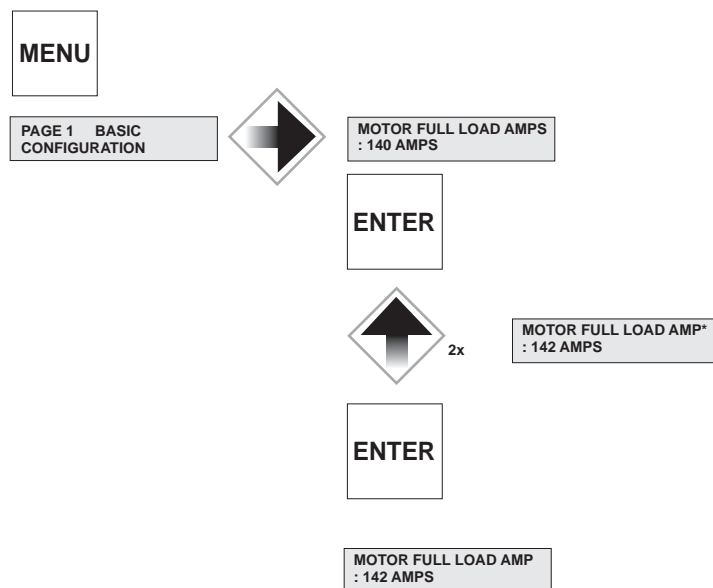 MENU
PAGE 1 BASIC
CONFIGURATION
MOTOR FULL LOAD AMPS
: 140 AMPS
ENTER
2x
MOTOR FULL LOAD AMP*
: 142 AMPS
ENTER
MOTOR FULL LOAD AMP
: 142 AMPS